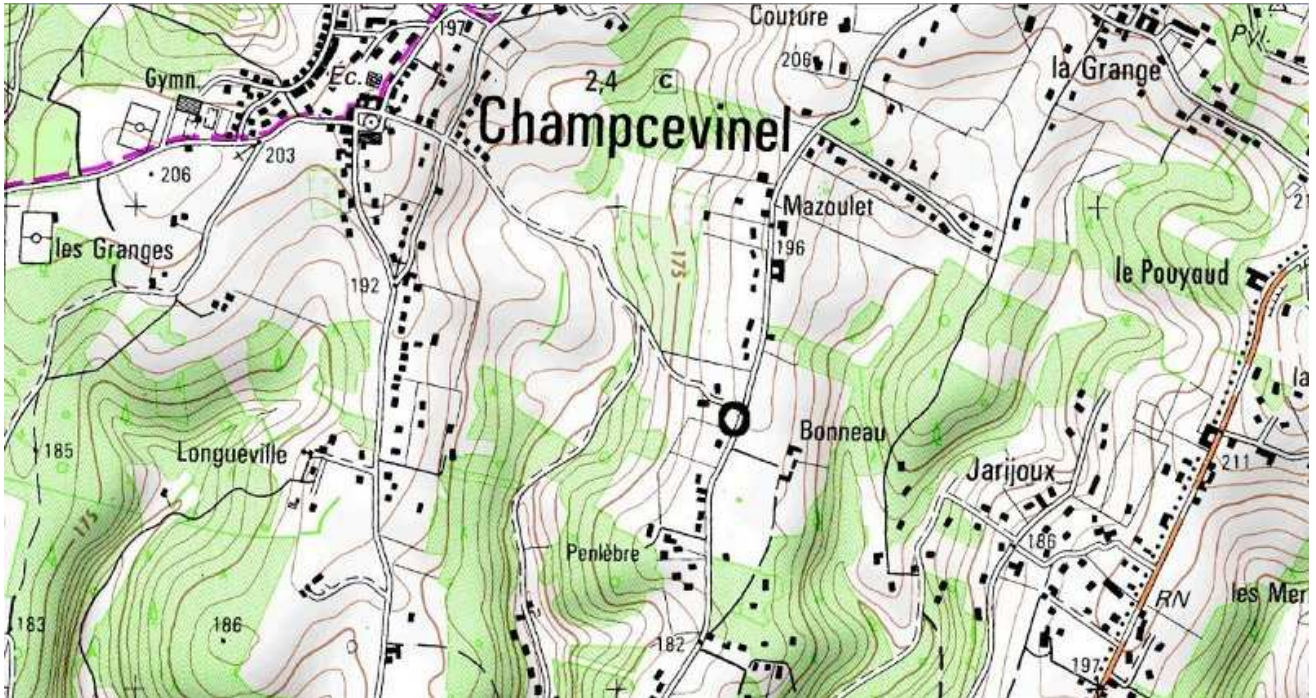 197
Couture
Pyl.
Gymn.
Éc.
2,4
C
206
la Grange
Champcevinel
203
206
Mazoulet
les Granges
175
196
le Pouyaud
192
la
Longueville
Bonneau
185
211
Jarijoux
175
Penlèbre
186
RN
les Mer
183
186
182
197